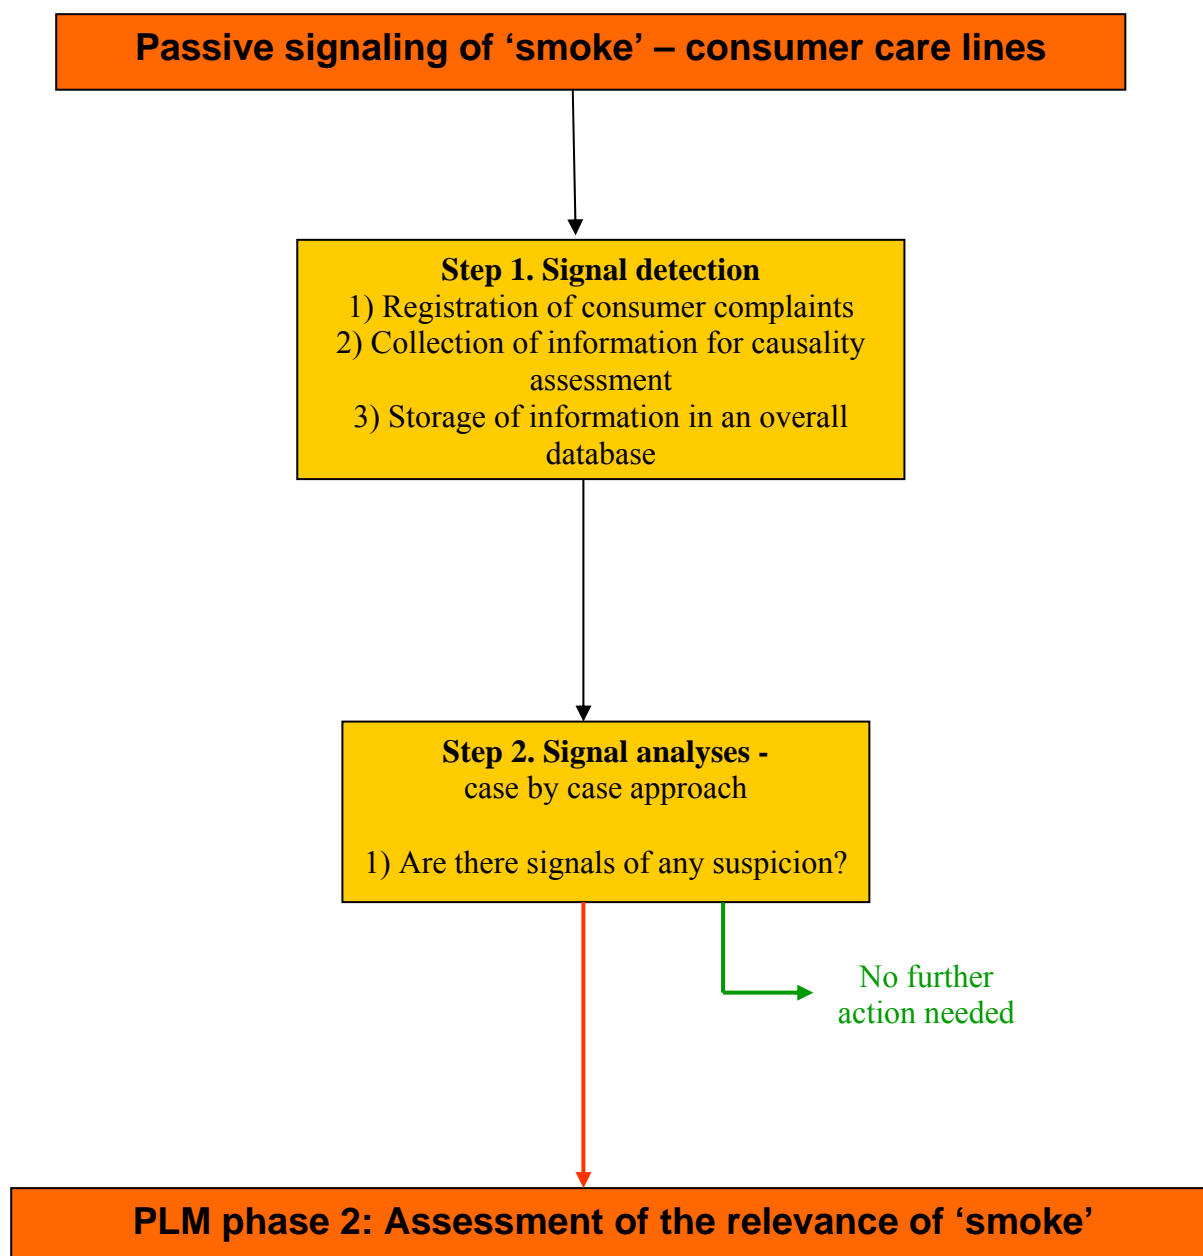 Passive signaling of ‘smoke’ – consumer care lines
Step 1. Signal detection
1) Registration of consumer complaints
2) Collection of information for causality
assessment
3) Storage of information in an overall
database
Step 2. Signal analyses -
case by case approach
1) Are there signals of any suspicion?
No further
action needed
PLM phase 2: Assessment of the relevance of ‘smoke’